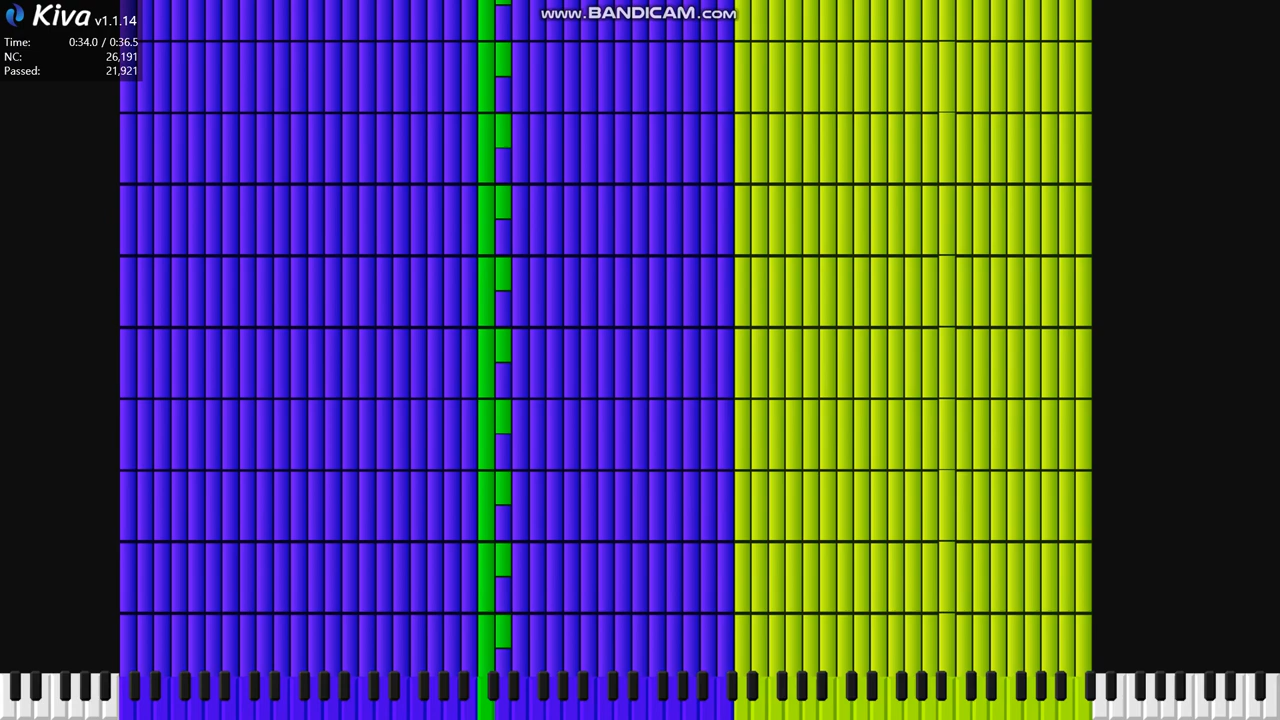 Kiva v1.1.14
Time: 0:34.0 / 0:36.5
NC: 26,191
Passed: 21,921
www.BANDICAM.com